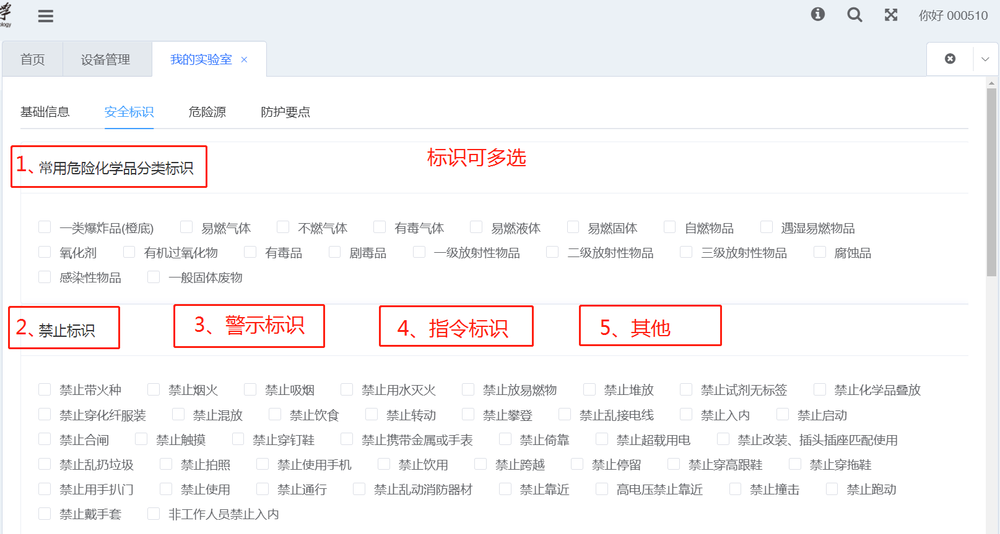 学
ology
你好 000510
首页 设备管理 我的实验室 ×
基础信息 安全标识 危险源 防护要点
标识可多选
1、常用危险化学品分类标识
一类爆炸品(橙底) 易燃气体 不燃气体 有毒气体 易燃液体 易燃固体 自燃物品 遇湿易燃物品
氧化剂 有机过氧化物 有毒品 剧毒品 一级放射性物品 二级放射性物品 三级放射性物品 腐蚀品
感染性物品 一般固体废物
2、禁止标识 3、警示标识 4、指令标识 5、其他
禁止带火种 禁止烟火 禁止吸烟 禁止用水灭火 禁止放易燃物 禁止堆放 禁止试剂无标签 禁止化学品叠放
禁止穿化纤服装 禁止混放 禁止饮食 禁止转动 禁止攀登 禁止乱接电线 禁止入内 禁止启动
禁止合闸 禁止触摸 禁止穿钉鞋 禁止携带金属或手表 禁止倚靠 禁止超载用电 禁止改装、插头插座匹配使用
禁止乱扔垃圾 禁止拍照 禁止使用手机 禁止饮用 禁止跨越 禁止停留 禁止穿高跟鞋 禁止穿拖鞋
禁止用手扒门 禁止使用 禁止通行 禁止乱动消防器材 禁止靠近 高电压禁止靠近 禁止撞击 禁止跑动
禁止戴手套 非工作人员禁止入内